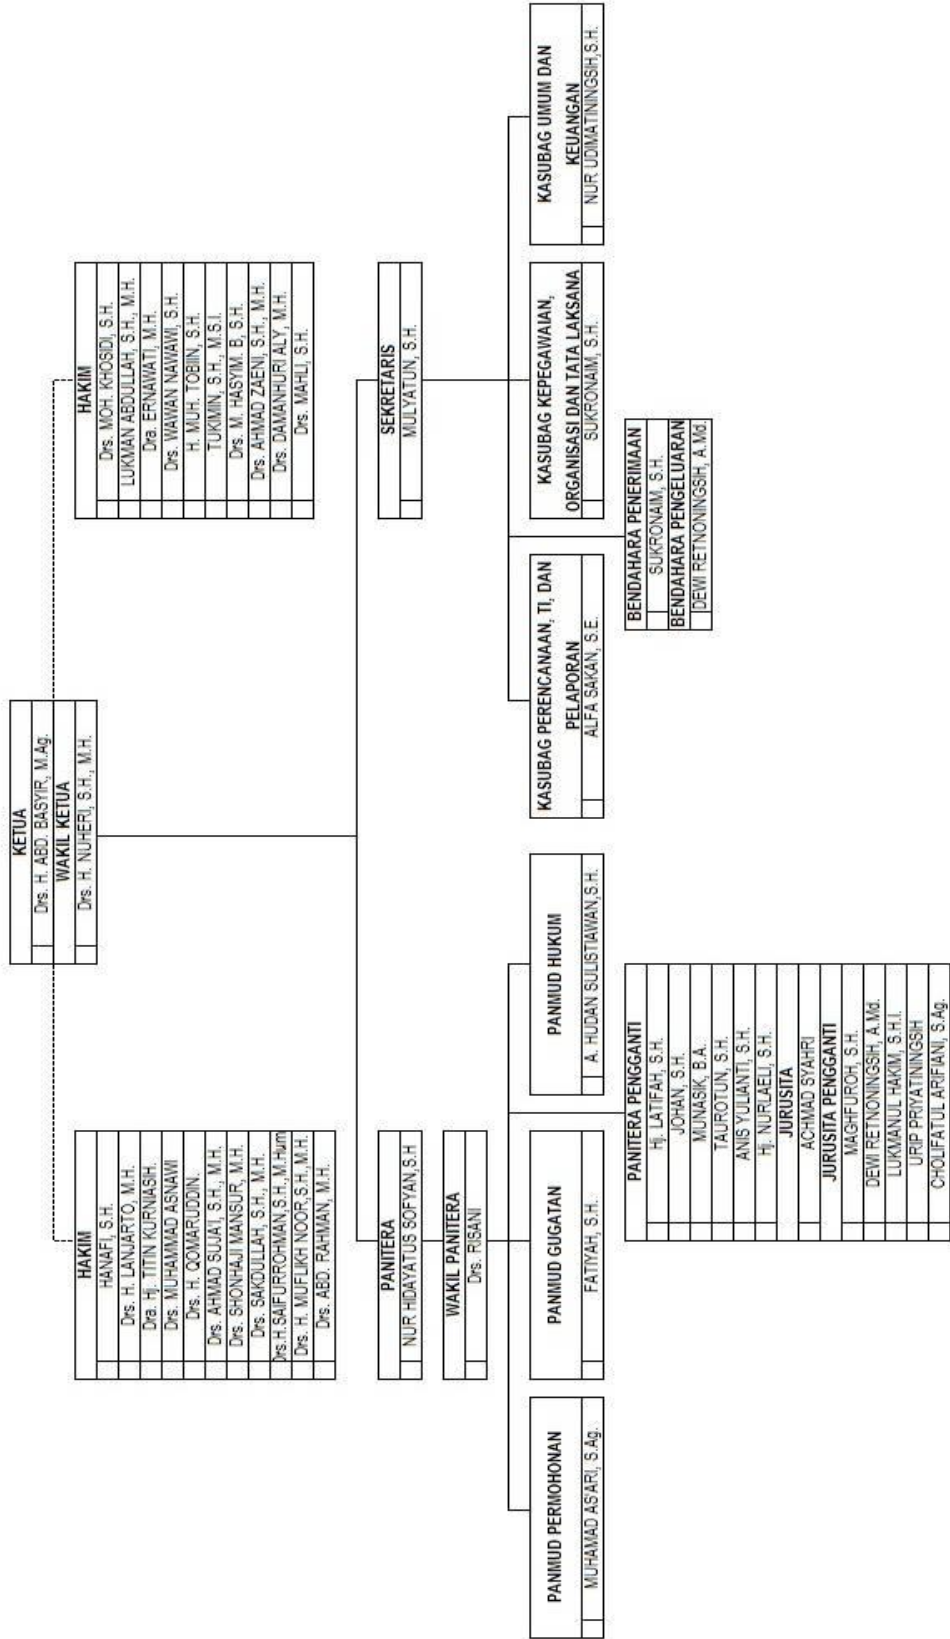 KETUA
Drs. H. ABD. BASYIR, M.Ag.
WAKIL KETUA
Drs. H. NUHERI, S.H., M.H.
HAKIM
HANAFI, S.H.
Drs. H. LANJARTO, M.H.
Dra. Hj. TITIN KURNIASIH.
Drs. MUHAMMAD ASNAWI
Drs. H. QOMARUDDIN.
Drs. AHMAD SUJA'I, S.H., M.H.
Drs. SHONHAJI MANSUR, M.H.
Drs. SAKDULLAH, S.H., M.H.
Drs.H.SAIFURROHMAN,S.H.,M.Hum
Drs. H. MUFLIKH NOOR,S.H.,M.H.
Drs. ABD. RAHMAN, M.H.
HAKIM
Drs. MOH. KHOSIDI, S.H.
LUKMAN ABDULLAH, S.H., M.H.
Dra. ERNAWATI, M.H.
Drs. WAWAN NAWAWI, S.H.
H. MUH. TOBIIN, S.H.
TUKIMIN, S.H., M.S.I.
Drs. M. HASYIM. B, S.H.
Drs. AHMAD ZAENI, S.H., M.H.
Drs. DAMANHURI ALY, M.H.
Drs. MAHLI, S.H.
PANITERA
NUR HIDAYATUS SOFYAN,S.H
WAKIL PANITERA
Drs. RISANI
SEKRETARIS
MULYATUN, S.H.
PANMUD PERMOHONAN
MUHAMAD AS'ARI, S.Ag.
PANMUD GUGATAN
FATIYAH, S.H.
PANMUD HUKUM
A. HUDAN SULISTIAWAN,S.H.
KASUBAG PERENCANAAN, TI, DAN
PELAPORAN
ALFA SAKAN, S.E.
KASUBAG KEPEGAWAIAN,
ORGANISASI DAN TATA LAKSANA
SUKRONAIM, S.H.
KASUBAG UMUM DAN
KEUANGAN
NUR UDIMATININGSIH,S.H.
PANITERA PENGGANTI
Hj. LATIFAH, S.H.
JOHAN, S.H.
MUNASIK, B.A.
TAUROTUN, S.H.
ANIS YULIANTI, S.H.
Hj. NURLAELI, S.H.
JURUSITA
ACHMAD SYAHRI
JURUSITA PENGGANTI
MAGHFUROH, S.H.
DEWI RETNONINGSIH, A.Md.
LUKMANUL HAKIM, S.H.I.
URIP PRIYATININGSIH
CHOLIFATUL ARIFIANI, S.Ag.
BENDAHARA PENERIMAAN
SUKRONAIM, S.H.
BENDAHARA PENGELUARAN
DEWI RETNONINGSIH, A.Md.